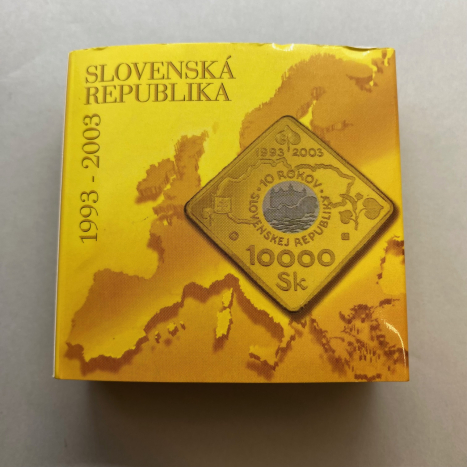 SLOVENSKÁ
REPUBLIKA
1993 - 2003
1993 2003
10 ROKOV
SLOVENSKEJ REPUBLIKY
10000
Sk